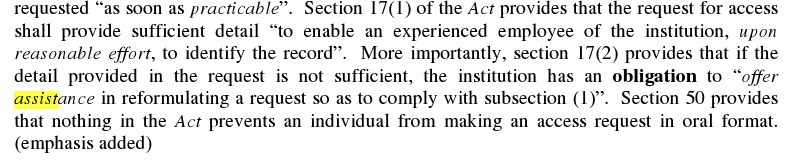 requested “as soon as practicable”. Section 17(1) of the Act provides that the request for access
shall provide sufficient detail “to enable an experienced employee of the institution, upon
reasonable effort, to identify the record”. More importantly, section 17(2) provides that if the
detail provided in the request is not sufficient, the institution has an obligation to “offer
assistance in reformulating a request so as to comply with subsection (1)”. Section 50 provides
that nothing in the Act prevents an individual from making an access request in oral format.
(emphasis added)